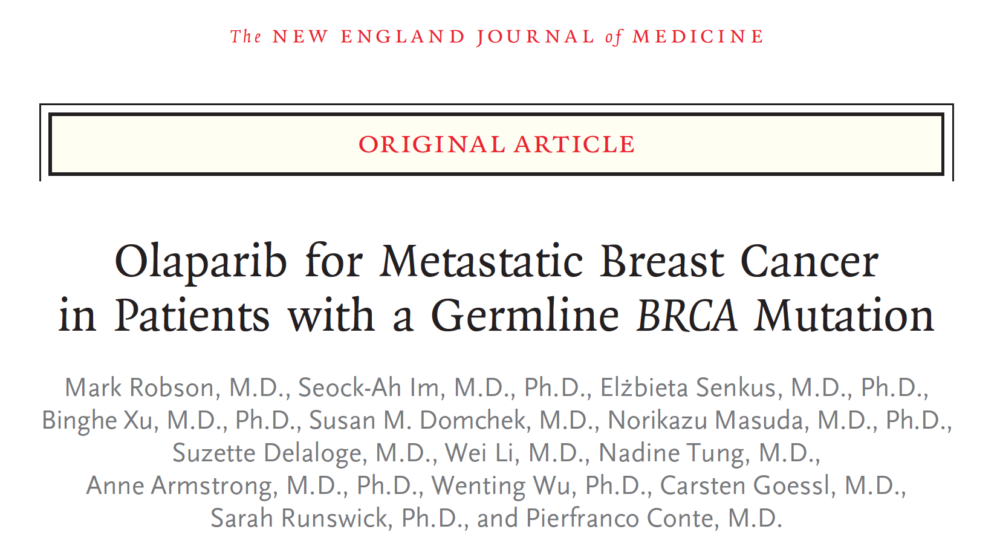 The NEW ENGLAND JOURNAL of MEDICINE
ORIGINAL ARTICLE
Olaparib for Metastatic Breast Cancer
in Patients with a Germline BRCA Mutation
Mark Robson, M.D., Seock-Ah Im, M.D., Ph.D., Elżbieta Senkus, M.D., Ph.D.,
Binghe Xu, M.D., Ph.D., Susan M. Domchek, M.D., Norikazu Masuda, M.D., Ph.D.,
Suzette Delaloge, M.D., Wei Li, M.D., Nadine Tung, M.D.,
Anne Armstrong, M.D., Ph.D., Wenting Wu, Ph.D., Carsten Goessl, M.D.,
Sarah Runswick, Ph.D., and Pierfranco Conte, M.D.